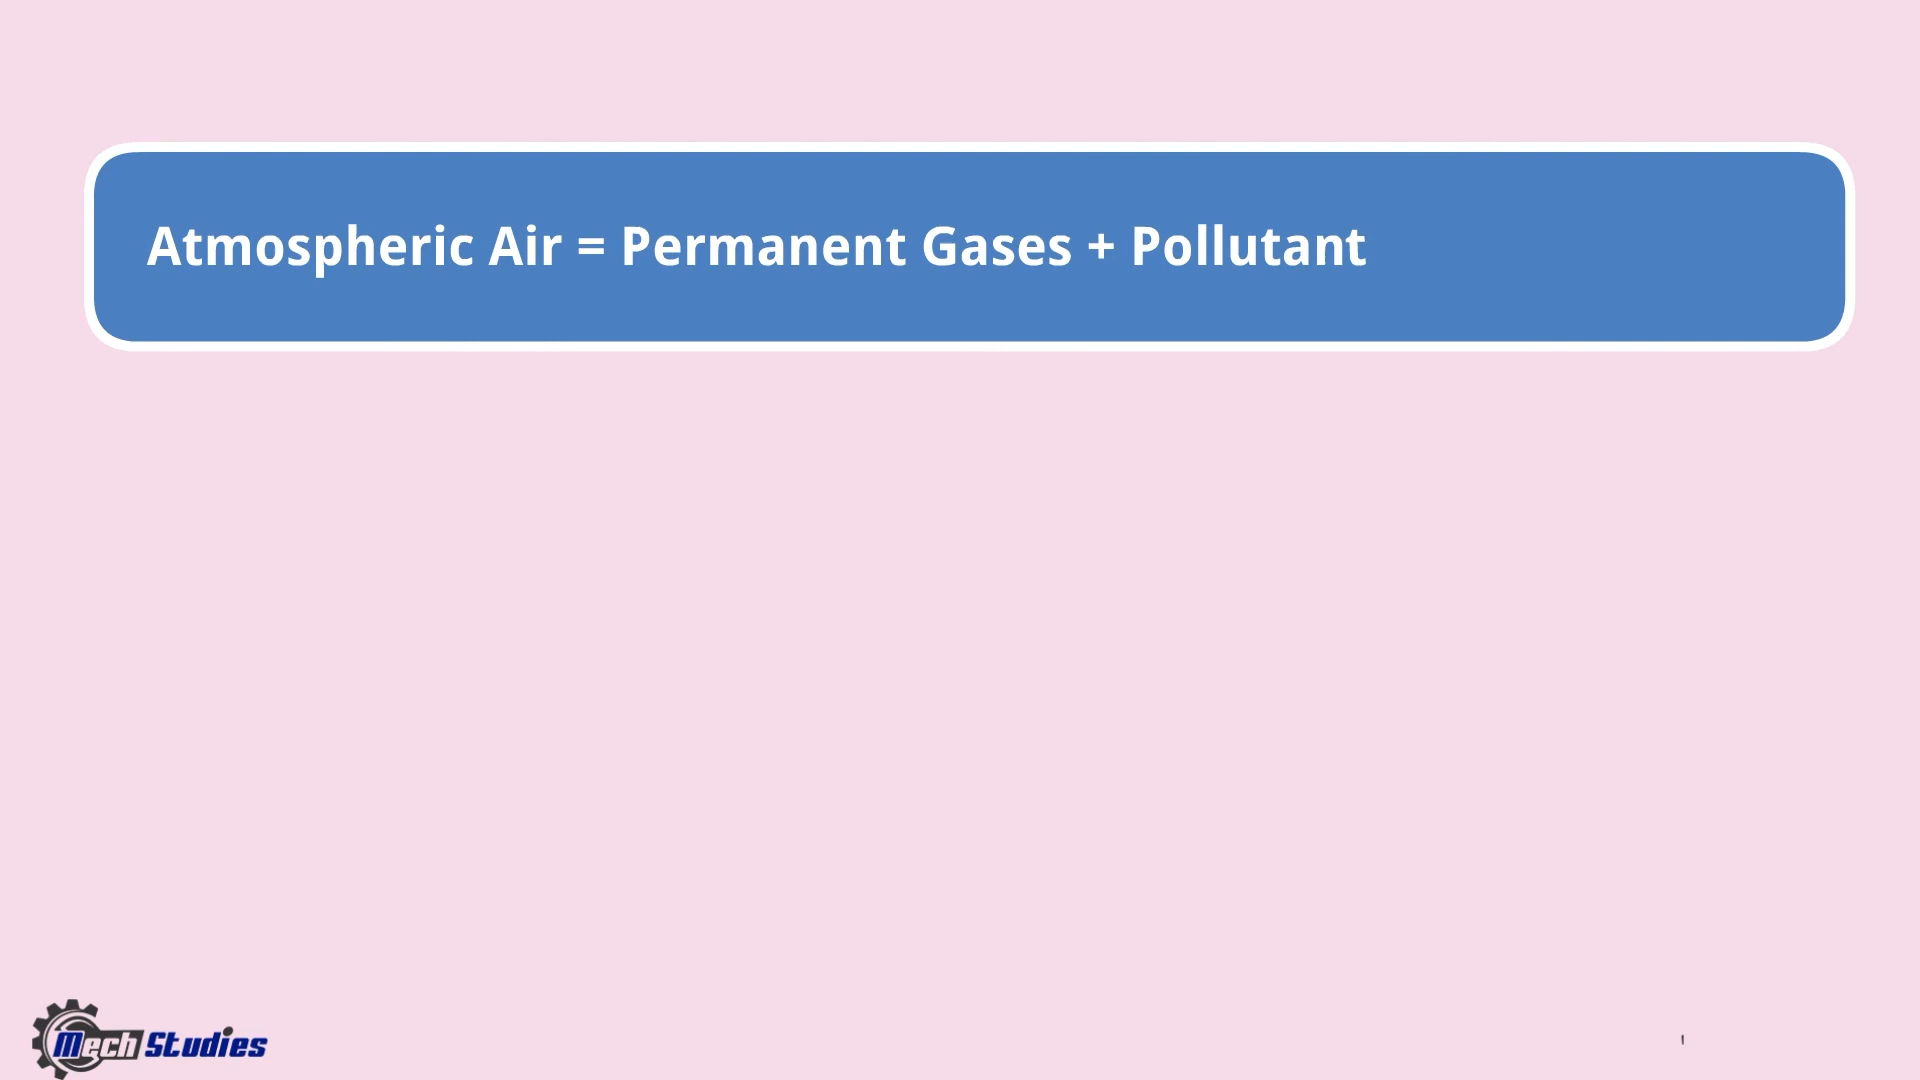 Atmospheric Air = Permanent Gases + Pollutant
Mech Studies